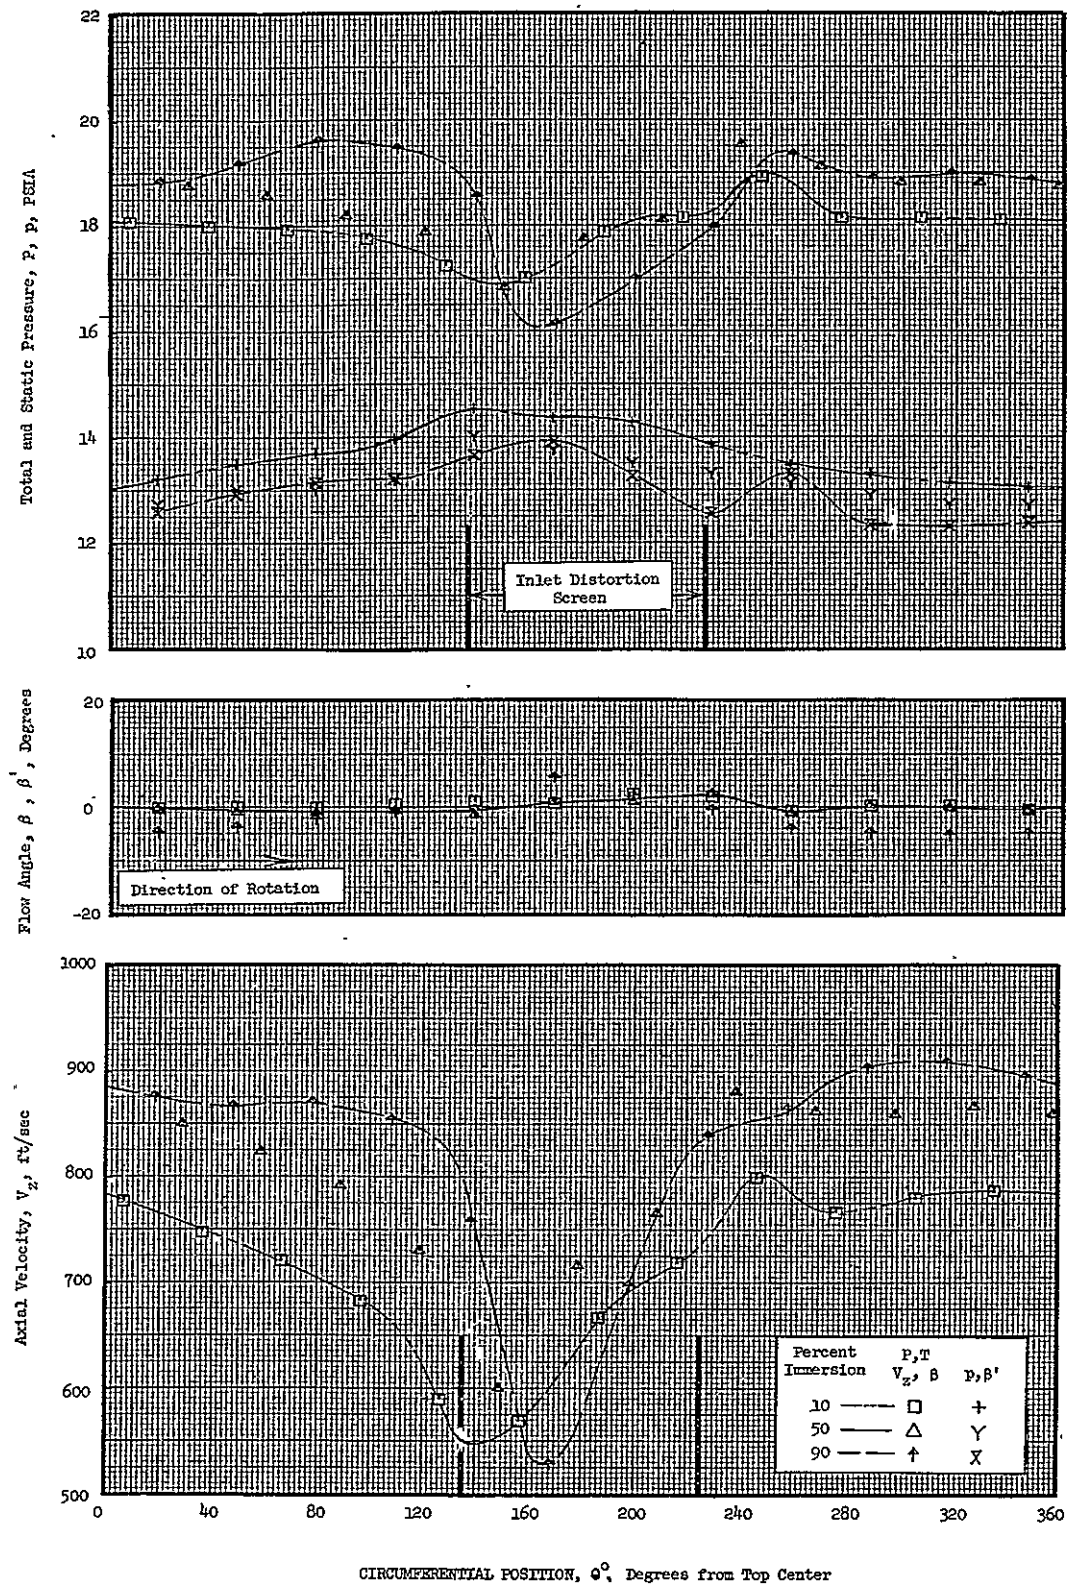 22
20
18
16
14
12
10
Total and Static Pressure, P, p, PSIA
Inlet Distortion
Screen
20
0
-20
Flow Angle, β, β', Degrees
Direction of Rotation
1000
900
800
700
600
500
Axial Velocity, V_z, ft/sec
Percent P,T
Immersion V_z, β p,β'
10
50
90
0 40 80 120 160 200 240 280 320 360
CIRCUMFERENTIAL POSITION, θ°, Degrees from Top Center